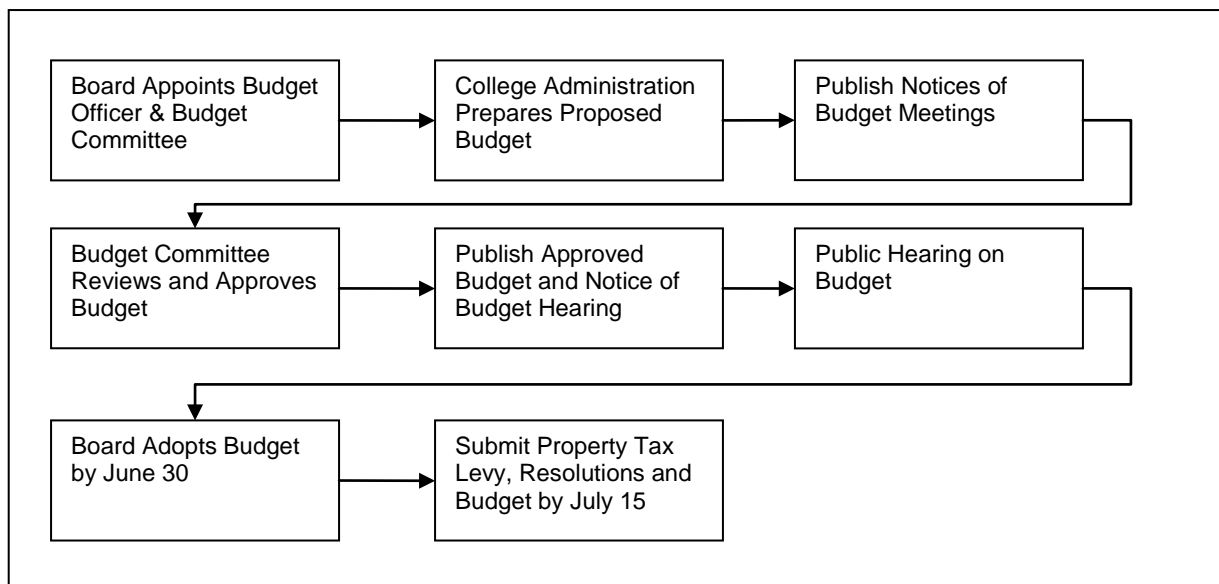 Board Appoints Budget
Officer & Budget
Committee
College Administration
Prepares Proposed
Budget
Publish Notices of
Budget Meetings
Budget Committee
Reviews and Approves
Budget
Publish Approved
Budget and Notice of
Budget Hearing
Public Hearing on
Budget
Board Adopts Budget
by June 30
Submit Property Tax
Levy, Resolutions and
Budget by July 15